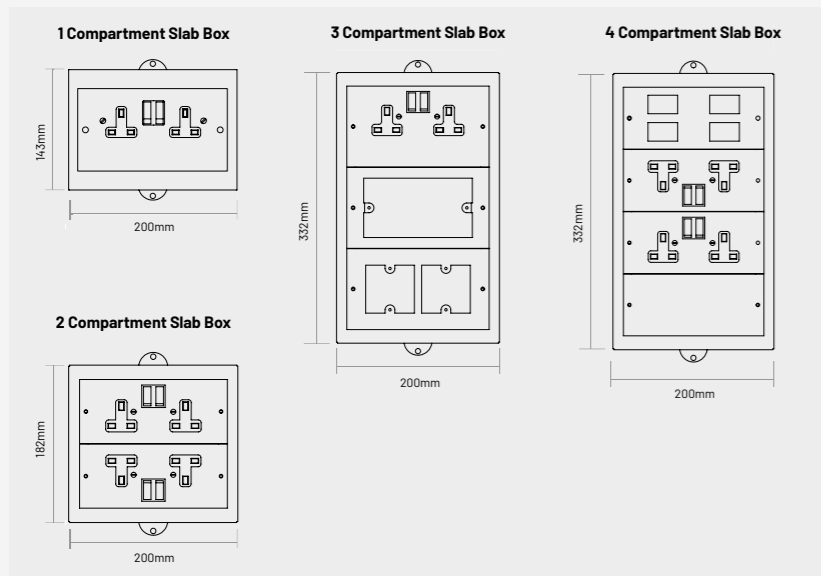 1 Compartment Slab Box
143mm
200mm
2 Compartment Slab Box
182mm
200mm
3 Compartment Slab Box
332mm
200mm
4 Compartment Slab Box
332mm
200mm